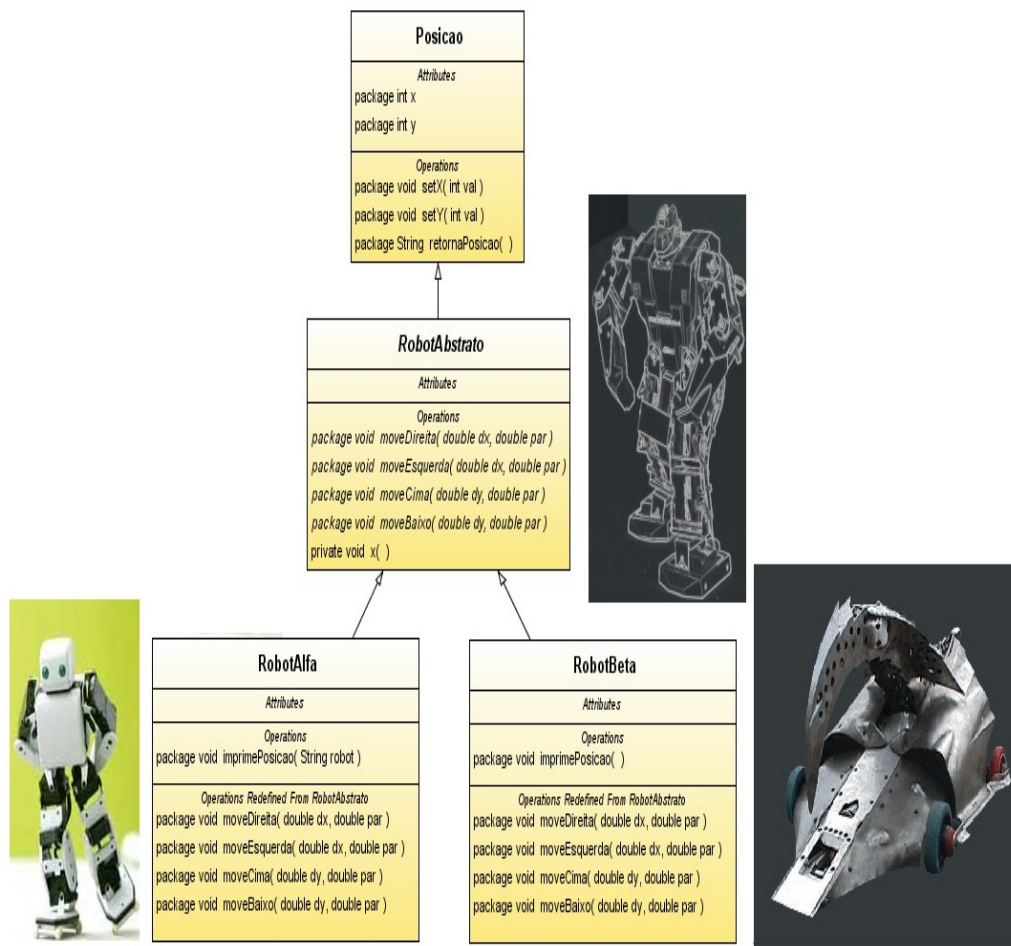 Posicao
Attributes
package int x
package int y
Operations
package void setX( int val )
package void setY( int val )
package String retornaPosicao( )
RobotAbstrato
Attributes
Operations
package void moveDireita( double dx, double par )
package void moveEsquerda( double dx, double par )
package void moveCima( double dy, double par )
package void moveBaixo( double dy, double par )
private void x( )
RobotAlfa
Attributes
Operations
package void imprimePosicao( String robot )
Operations Redefined From RobotAbstrato
package void moveDireita( double dx, double par )
package void moveEsquerda( double dx, double par )
package void moveCima( double dy, double par )
package void moveBaixo( double dy, double par )
RobotBeta
Attributes
Operations
package void imprimePosicao( )
Operations Redefined From RobotAbstrato
package void moveDireita( double dx, double par )
package void moveEsquerda( double dx, double par )
package void moveCima( double dy, double par )
package void moveBaixo( double dy, double par )